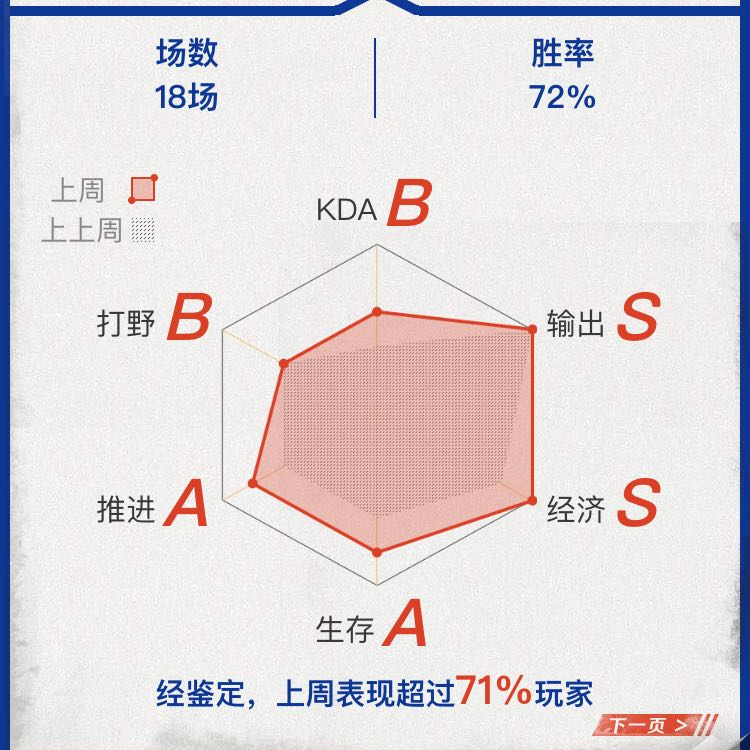 场数
18场
胜率
72%
上周
上上周
KDA B
打野 B
输出 S
推进 A
经济 S
生存 A
经鉴定，上周表现超过71%玩家
下一页 >